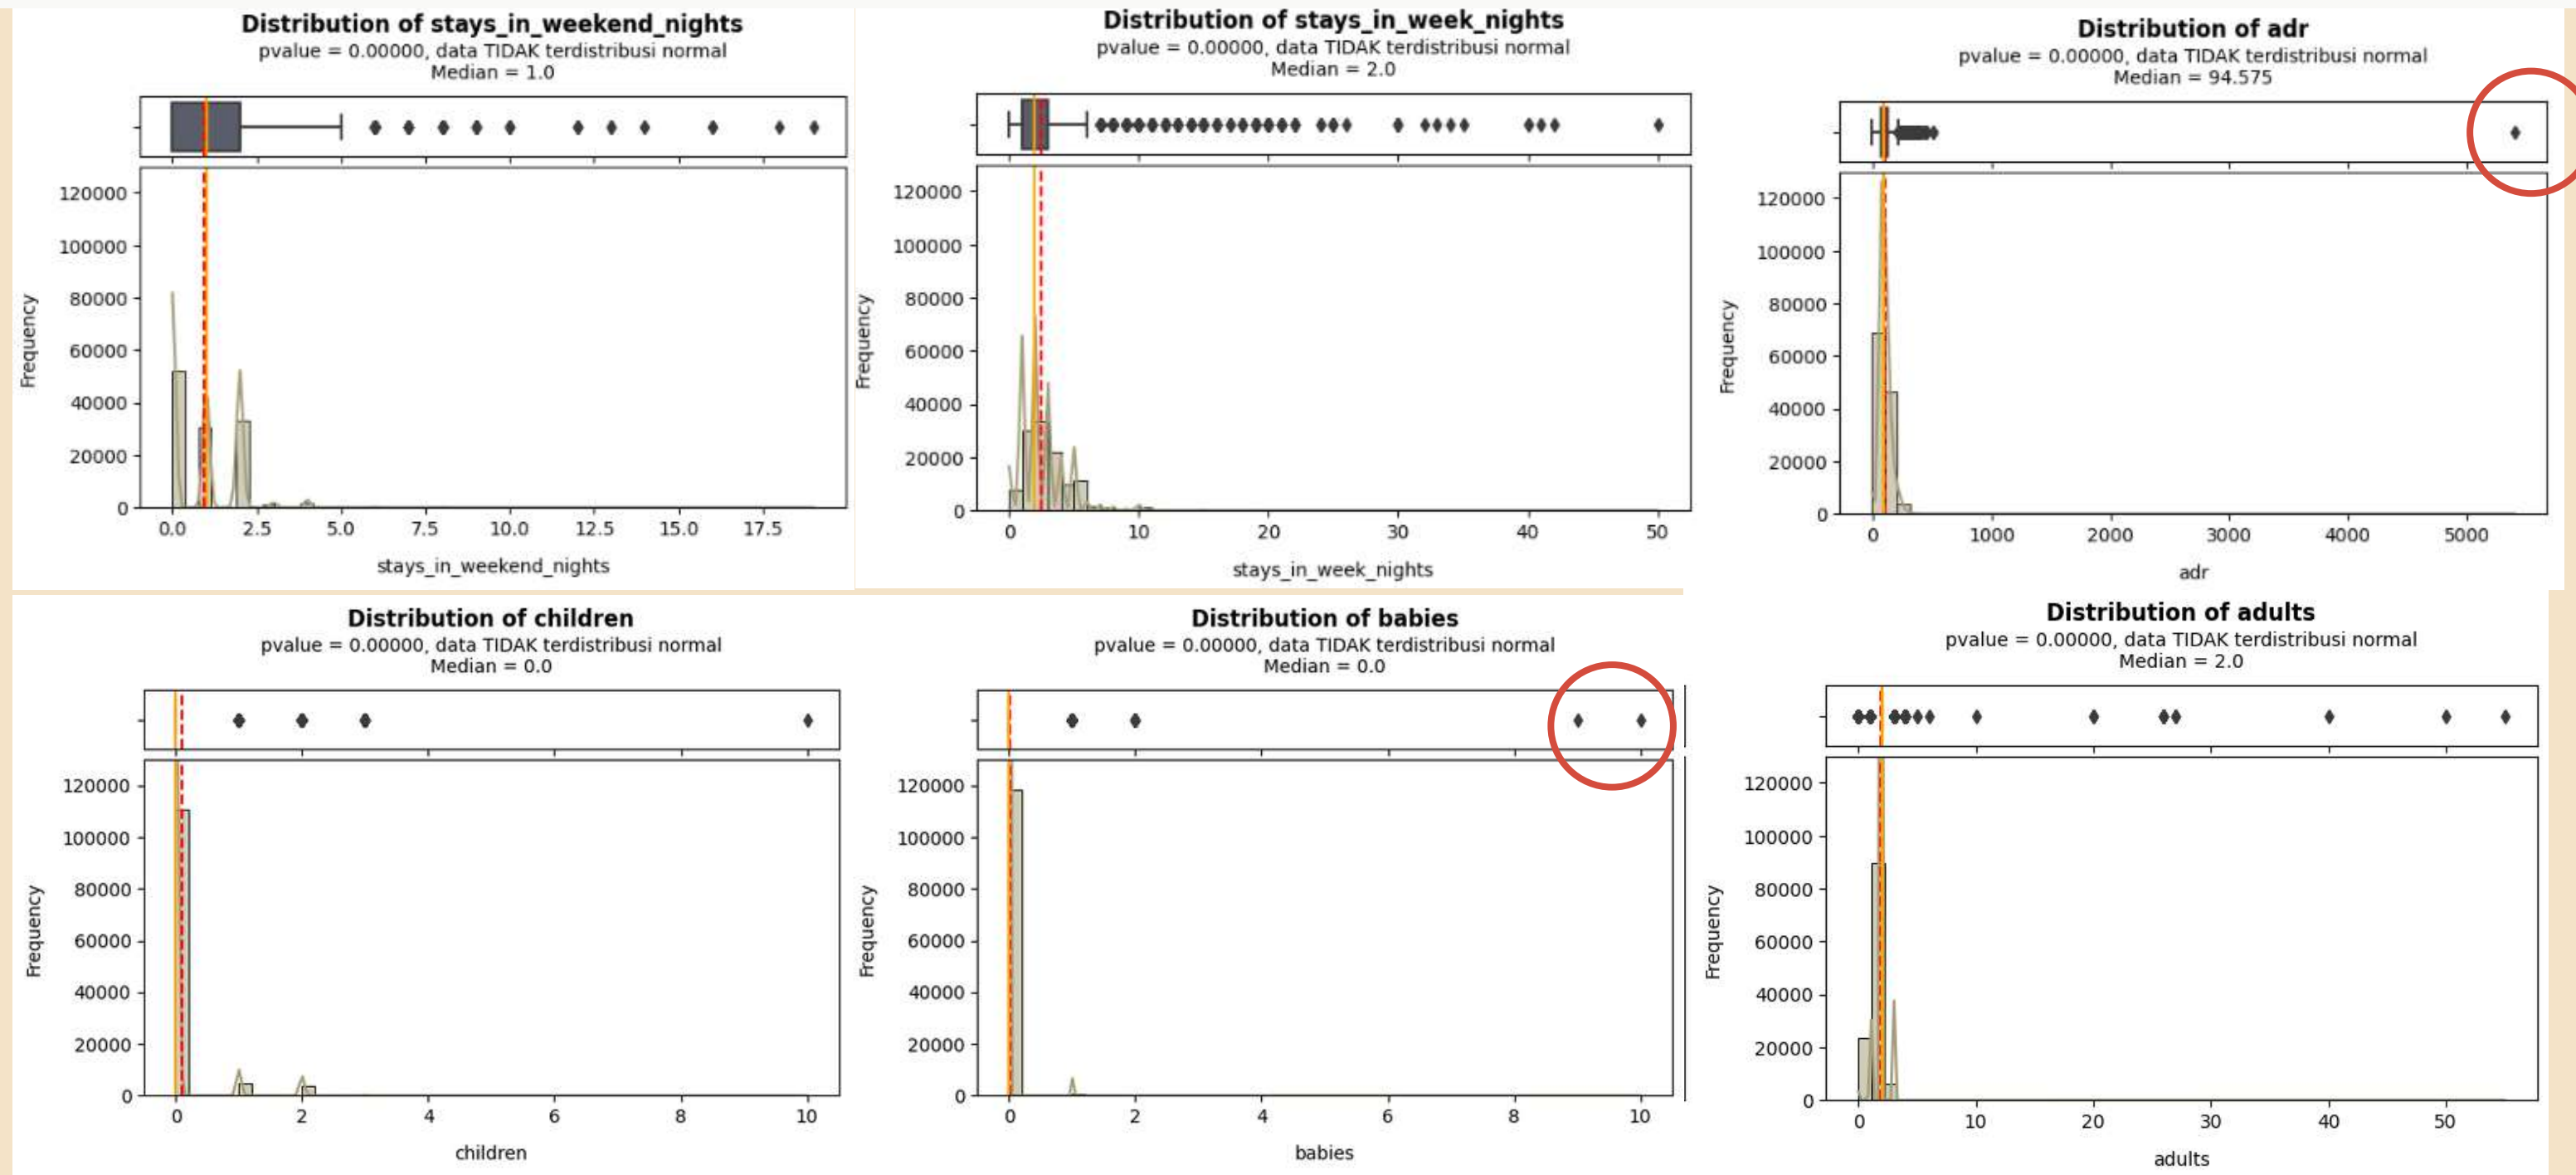 Distribution of stays_in_weekend_nights
pvalue = 0.00000, data TIDAK terdistribusi normal
Median = 1.0
120000
100000
80000
60000
40000
20000
0
Frequency
0.0 2.5 5.0 7.5 10.0 12.5 15.0 17.5
stays_in_weekend_nights
Distribution of stays_in_week_nights
pvalue = 0.00000, data TIDAK terdistribusi normal
Median = 2.0
120000
100000
80000
60000
40000
20000
0
Frequency
0 10 20 30 40 50
stays_in_week_nights
Distribution of adr
pvalue = 0.00000, data TIDAK terdistribusi normal
Median = 94.575
120000
100000
80000
60000
40000
20000
0
Frequency
0 1000 2000 3000 4000 5000
adr
Distribution of children
pvalue = 0.00000, data TIDAK terdistribusi normal
Median = 0.0
120000
100000
80000
60000
40000
20000
0
Frequency
0 2 4 6 8 10
children
Distribution of babies
pvalue = 0.00000, data TIDAK terdistribusi normal
Median = 0.0
120000
100000
80000
60000
40000
20000
0
Frequency
0 2 4 6 8 10
babies
Distribution of adults
pvalue = 0.00000, data TIDAK terdistribusi normal
Median = 2.0
120000
100000
80000
60000
40000
20000
0
Frequency
0 10 20 30 40 50
adults